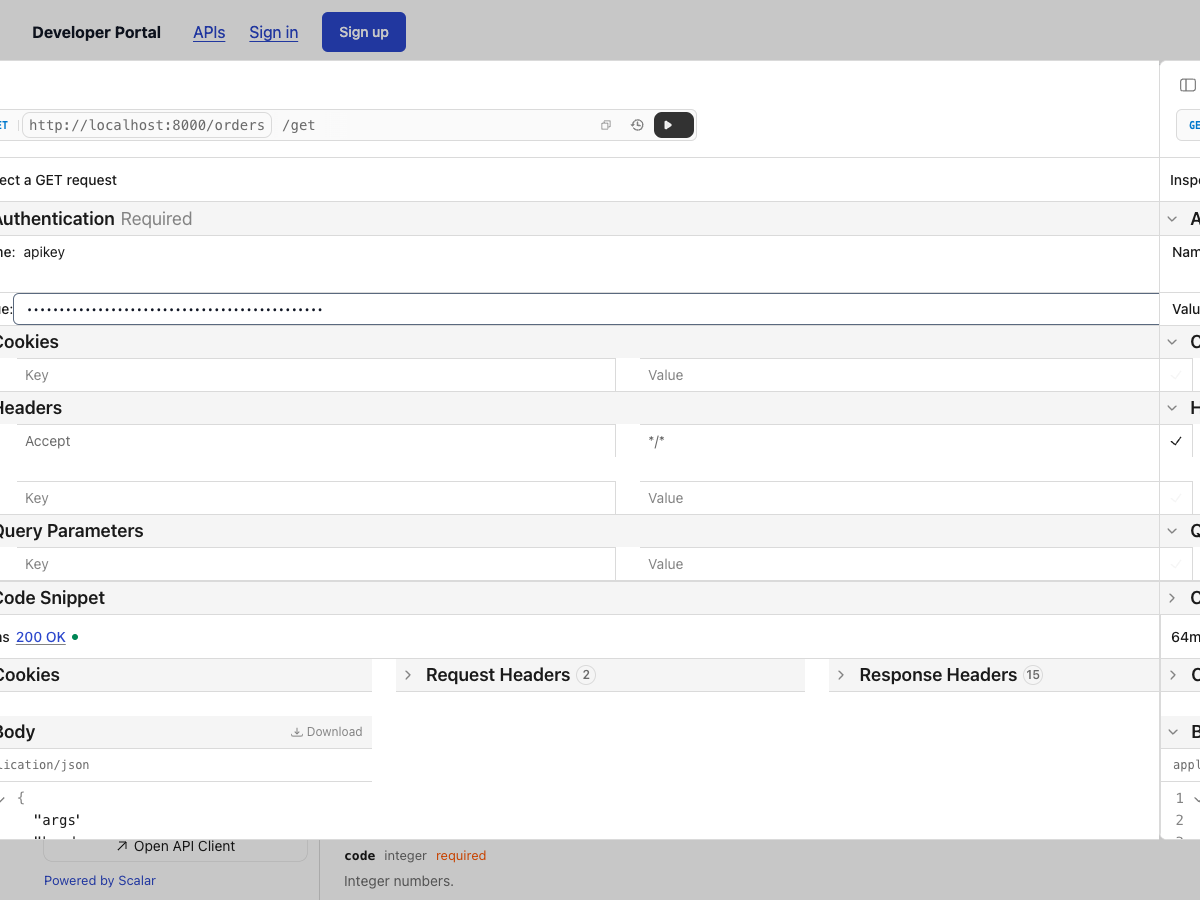 Developer Portal APIs Sign in Sign up
ET http://localhost:8000/orders /get
GE
ect a GET request
Insp
Authentication Required
A
ne: apikey
Nam
e: ••••••••••••••••••••••••••••••••••••••••••••••
Valu
Cookies
C
Key Value
Headers
H
Accept */*
Key Value
Query Parameters
Q
Key Value
Code Snippet
C
s 200 OK
64m
Cookies Request Headers 2 Response Headers 15
C
Body Download
B
lication/json
appl
{
1
"args"
2
Open API Client
code integer required
Powered by Scalar
Integer numbers.